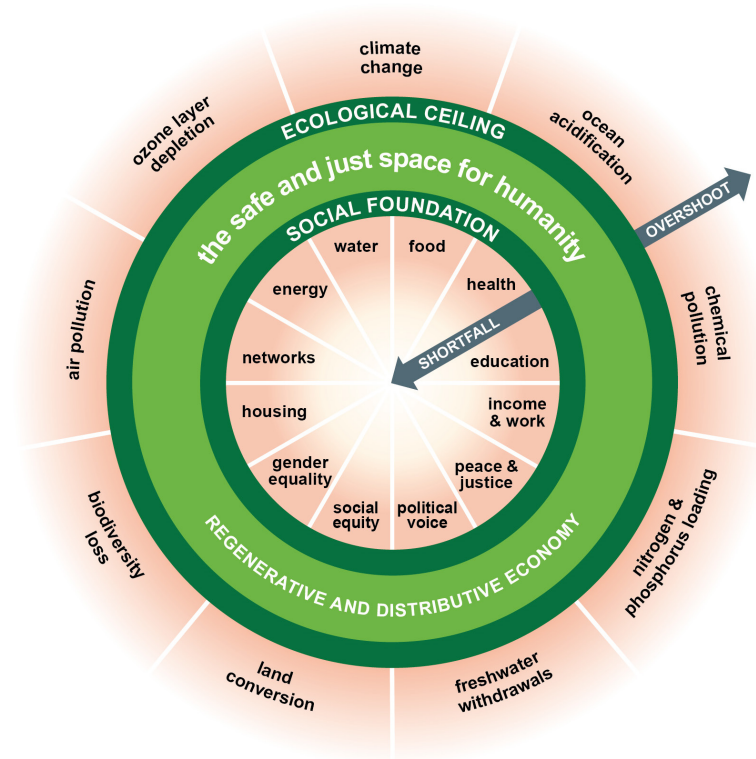 climate
change
ocean
acidification
OVERSHOOT
chemical
pollution
nitrogen &
phosphorus loading
freshwater
withdrawals
land
conversion
biodiversity
loss
air pollution
ozone layer
depletion
ECOLOGICAL CEILING
the safe and just space for humanity
SOCIAL FOUNDATION
water
food
health
SHORTFALL
education
income
& work
peace &
justice
political
voice
social
equity
gender
equality
housing
networks
energy
REGENERATIVE AND DISTRIBUTIVE ECONOMY